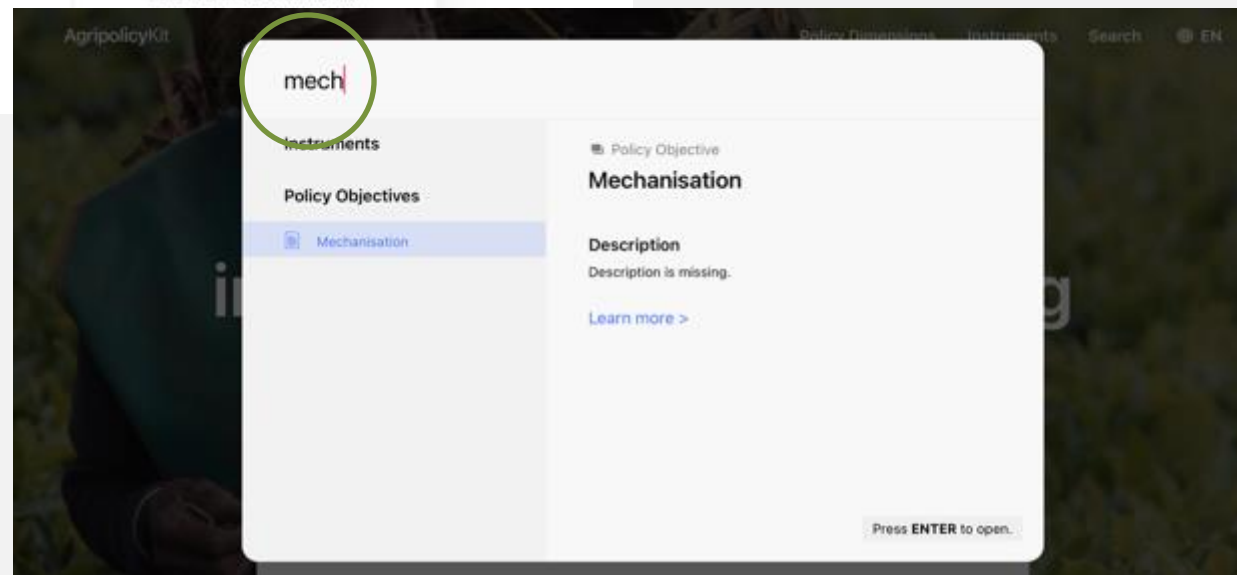 AgripolicyKit
Policy Dimensions Instruments Search EN
mech
Instruments
Policy Objectives
Mechanisation
Policy Objective
Mechanisation
Description
Description is missing.
Learn more >
Press ENTER to open.